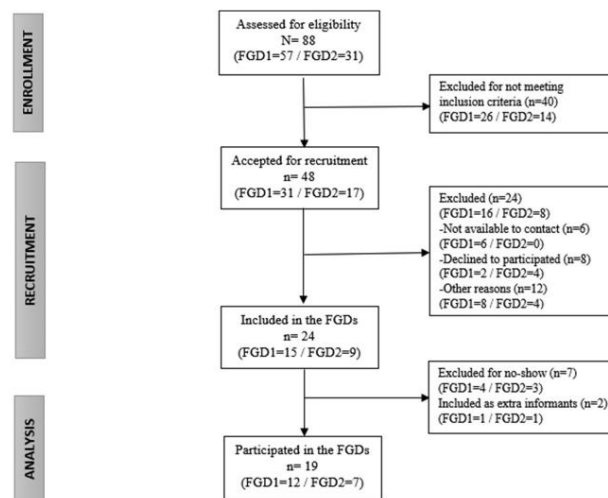 ENROLLMENT
Assessed for eligibility
N= 88
(FGD1=57 / FGD2=31)
Excluded for not meeting
inclusion criteria (n=40)
(FGD1=26 / FGD2=14)
RECRUITMENT
Accepted for recruitment
n= 48
(FGD1=31 / FGD2=17)
Excluded (n=24)
(FGD1=16 / FGD2=8)
-Not available to contact (n=6)
(FGD1=6 / FGD2=0)
-Declined to participated (n=8)
(FGD1=2 / FGD2=4)
-Other reasons (n=12)
(FGD1=8 / FGD2=4)
Included in the FGDs
n= 24
(FGD1=15 / FGD2=9)
Excluded for no-show (n=7)
(FGD1=4 / FGD2=3)
Included as extra informants (n=2)
(FGD1=1 / FGD2=1)
ANALYSIS
Participated in the FGDs
n= 19
(FGD1=12 / FGD2=7)